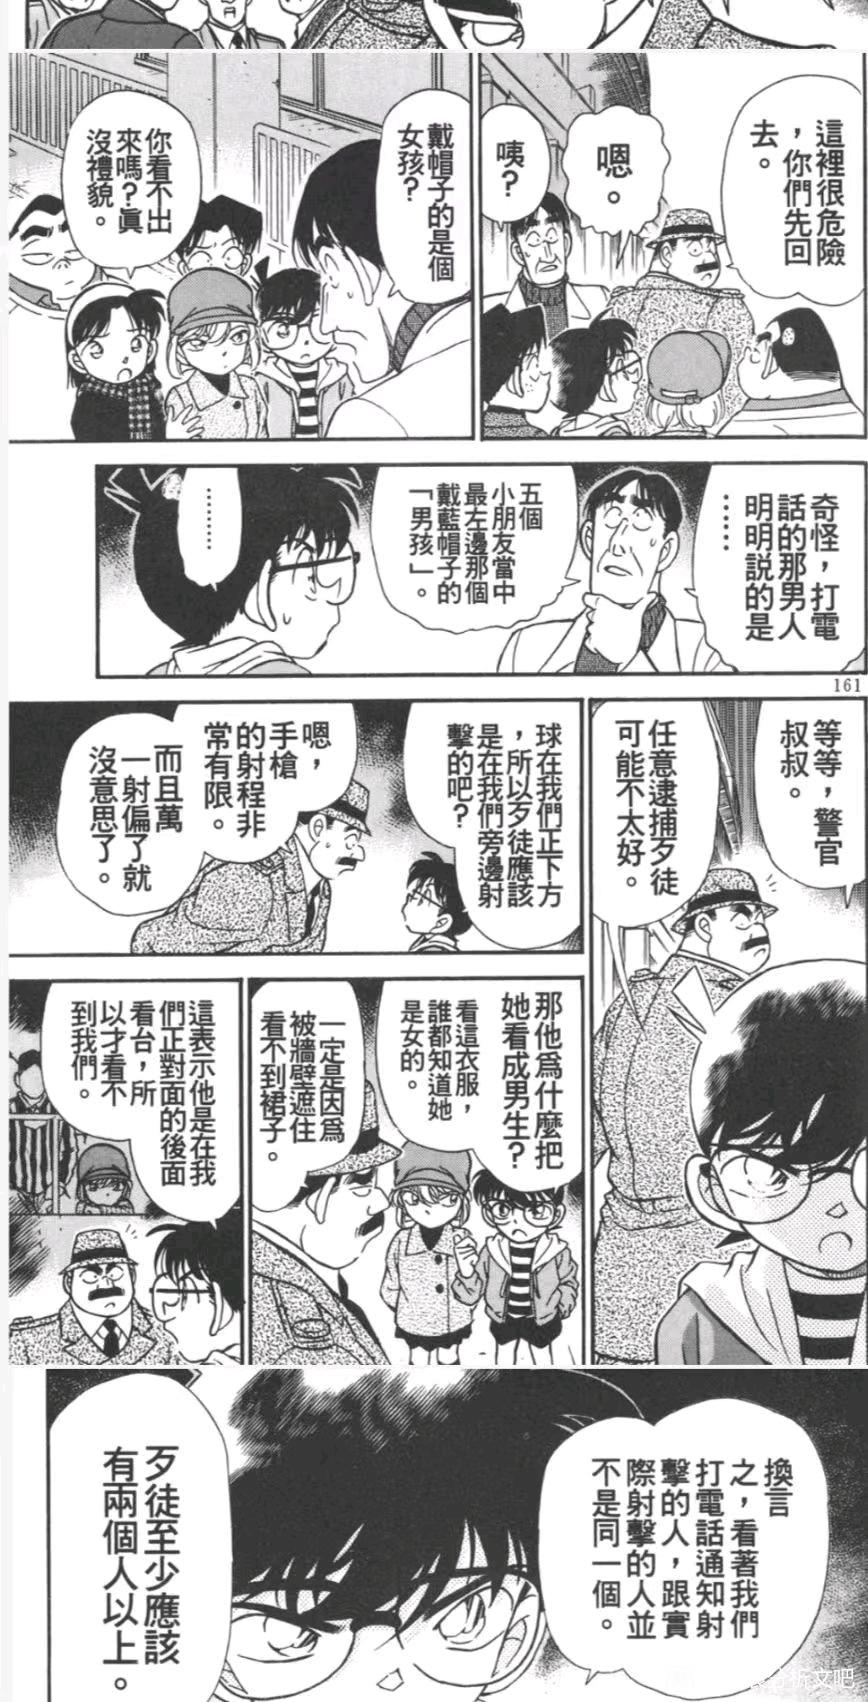 這裡很危險
，你們先回
去。
嗯。
咦？
戴帽子的是個
女孩？
你看不出
來嗎？眞
沒禮貌。
奇怪，打電
話的那男人
明明説的是
……
五個
小朋友當中
最左邊那個
戴藍帽子的
「男孩」。
………
161
等等，警官
叔叔。
任意逮捕歹徒
可能不太好。
球在我們正下方
，所以歹徒應該
是在我們旁邊射
擊的吧？
嗯，
手槍
的射程非
常有限。
而且萬
一射偏了就
沒意思了。
那他爲什麼把
她看成男生？
看這衣服，
誰都知道她
是女的。
一定是因爲
被牆壁遮住
看不到裙子。
這表示他是在我
們正對面的後面
看台，所
以才看不
到我們。
換言
之，看著我們
打電話通知射
擊的人，跟實
際射擊的人並
不是同一個。
歹徒至少應該
有兩個人以上。
析文吧